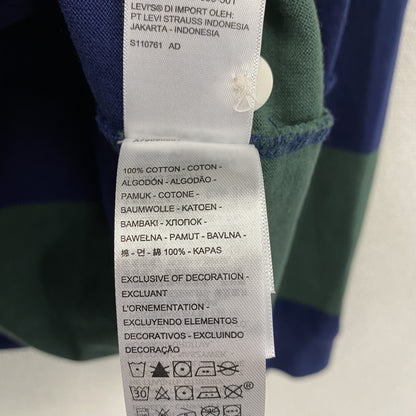 LEVI'S® DI IMPORT OLEH:
PT LEVI STRAUSS INDONESIA
JAKARTA - INDONESIA
S110761 AD
100% COTTON - COTON -
ALGODÓN - ALGODÃO -
PAMUK - COTONE -
BAUMWOLLE - KATOEN -
BAMBAKI - ХЛОПОК -
BAWEŁNA - PAMUT - BAVLNA -
棉 - 면 - 綿 100% - KAPAS
EXCLUSIVE OF DECORATION -
EXCLUANT
L'ORNEMENTATION -
EXCLUYENDO ELEMENTOS
DECORATIVOS - EXCLUINDO
DECORAÇÃO
30